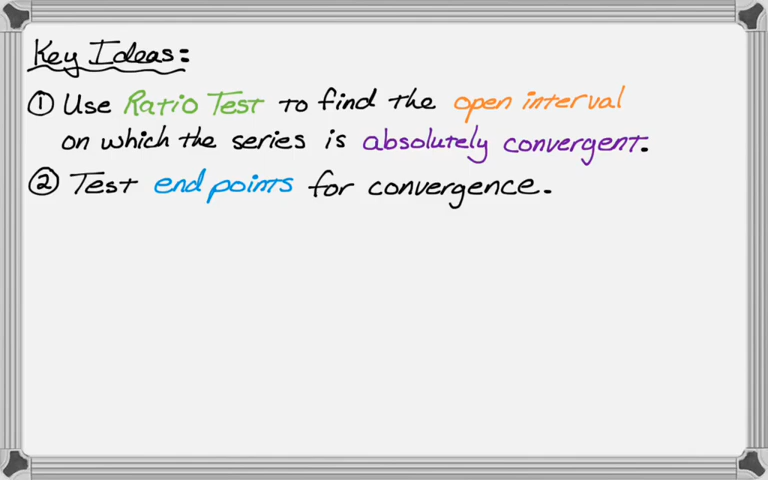 Key Ideas:
① Use Ratio Test to find the open interval
on which the series is absolutely convergent.
② Test end points for convergence.